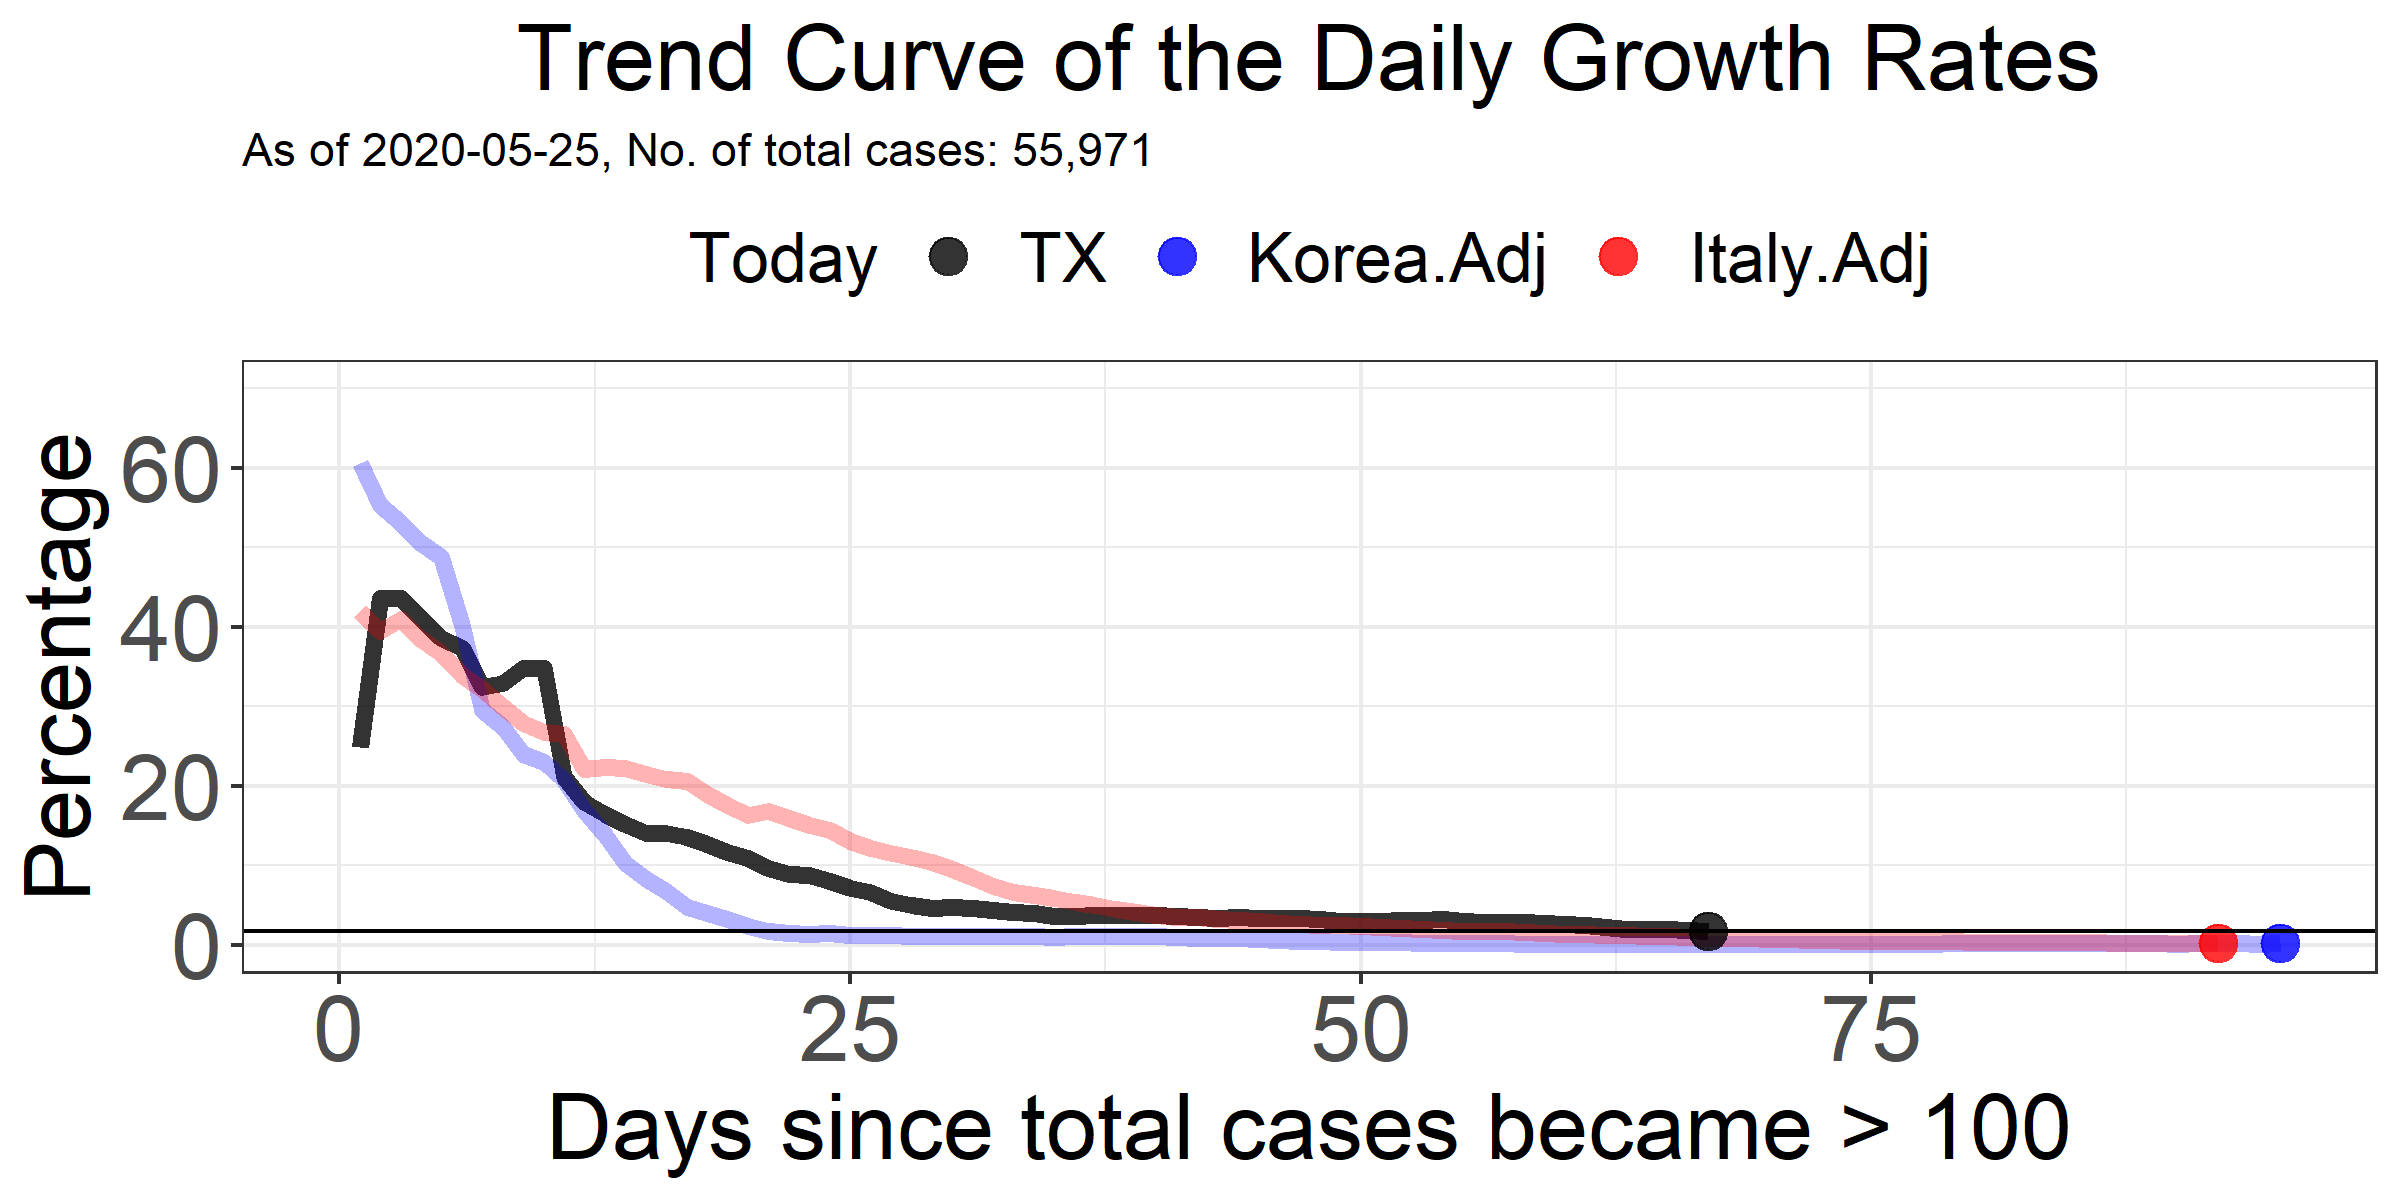 Trend Curve of the Daily Growth Rates
As of 2020-05-25, No. of total cases: 55,971
Today TX Korea.Adj Italy.Adj
Percentage
60
40
20
0
0 25 50 75
Days since total cases became > 100